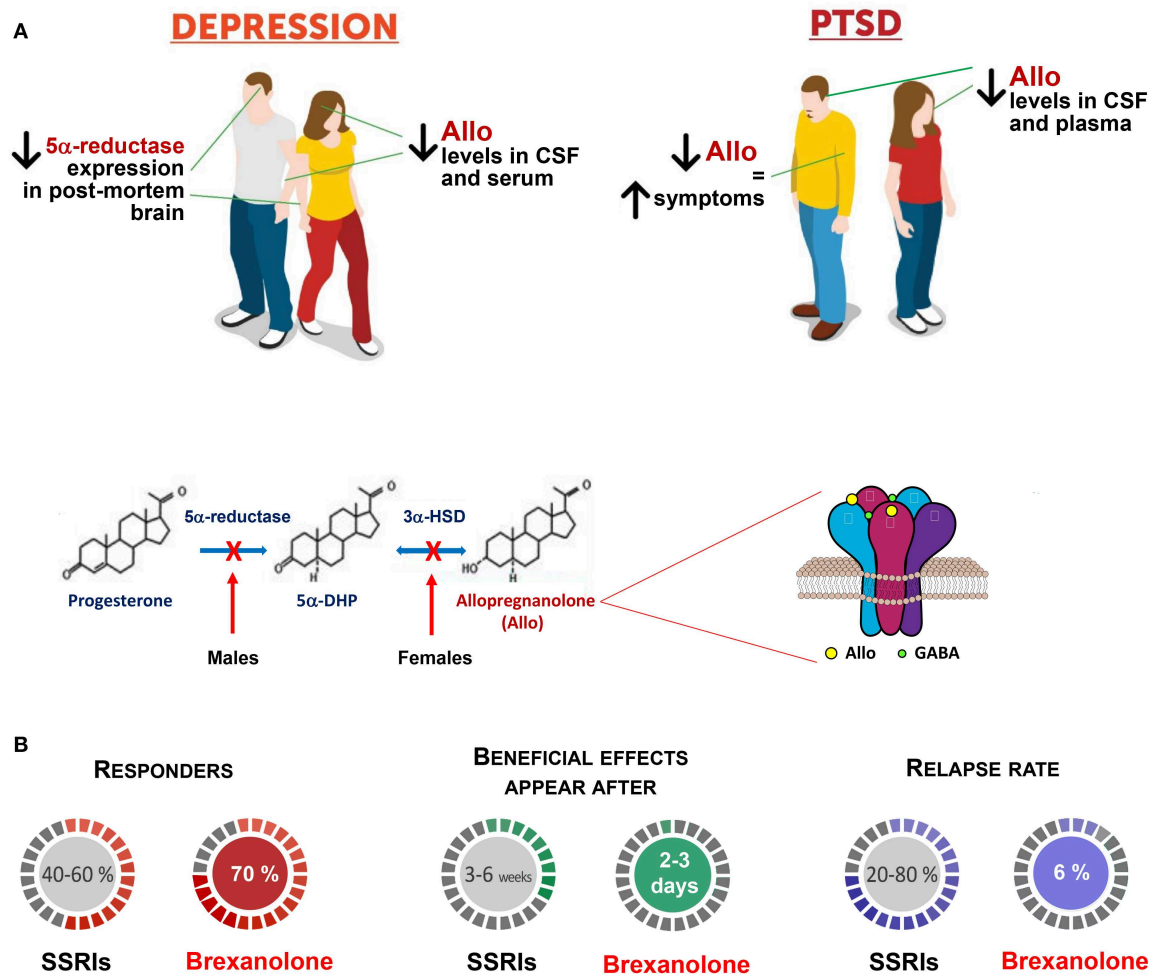 A
DEPRESSION
PTSD
↓ 5α-reductase
expression
in post-mortem
brain
↓ Allo
levels in CSF
and serum
↓ Allo
=
↑ symptoms
↓ Allo
levels in CSF
and plasma
5α-reductase
3α-HSD
X
X
O
O
O
O
HO
H
H
Progesterone
5α-DHP
Allopregnanolone
(Allo)
Males
Females
Allo
GABA
B
RESPONDERS
BENEFICIAL EFFECTS
APPEAR AFTER
RELAPSE RATE
40-60 %
70 %
3-6 weeks
2-3
days
20-80 %
6 %
SSRIs
Brexanolone
SSRIs
Brexanolone
SSRIs
Brexanolone